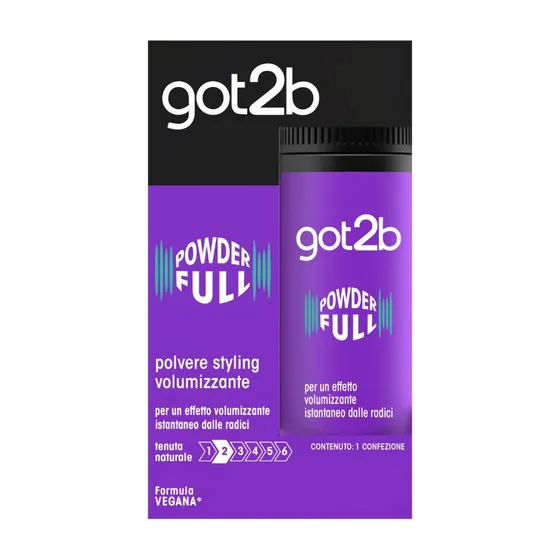 got2b
POWDER
FULL
polvere styling
volumizzante
per un effetto volumizzante
istantaneo dalle radici
tenuta
naturale 1 2 3 4 5 6
Formula
VEGANA*
got2b
POWDER
FULL
per un effetto
volumizzante
istantaneo dalle radici
CONTENUTO: 1 CONFEZIONE